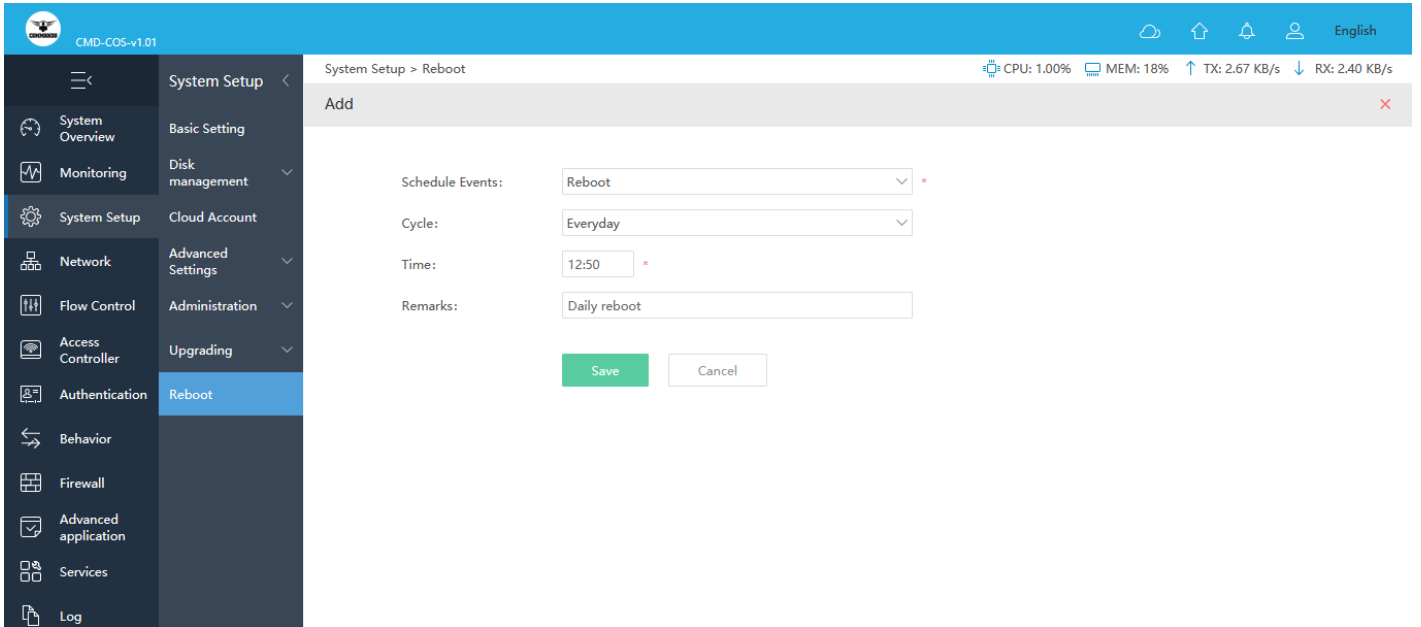 COMMANDO
CMD-COS-v1.01
English
System Setup
System Setup > Reboot
CPU: 1.00%
MEM: 18%
TX: 2.67 KB/s
RX: 2.40 KB/s
Add
System
Overview
Monitoring
System Setup
Network
Flow Control
Access
Controller
Authentication
Behavior
Firewall
Advanced
application
Services
Log
Basic Setting
Disk
management
Cloud Account
Advanced
Settings
Administration
Upgrading
Reboot
Schedule Events: Reboot *
Cycle: Everyday
Time: 12:50 *
Remarks: Daily reboot
Save Cancel